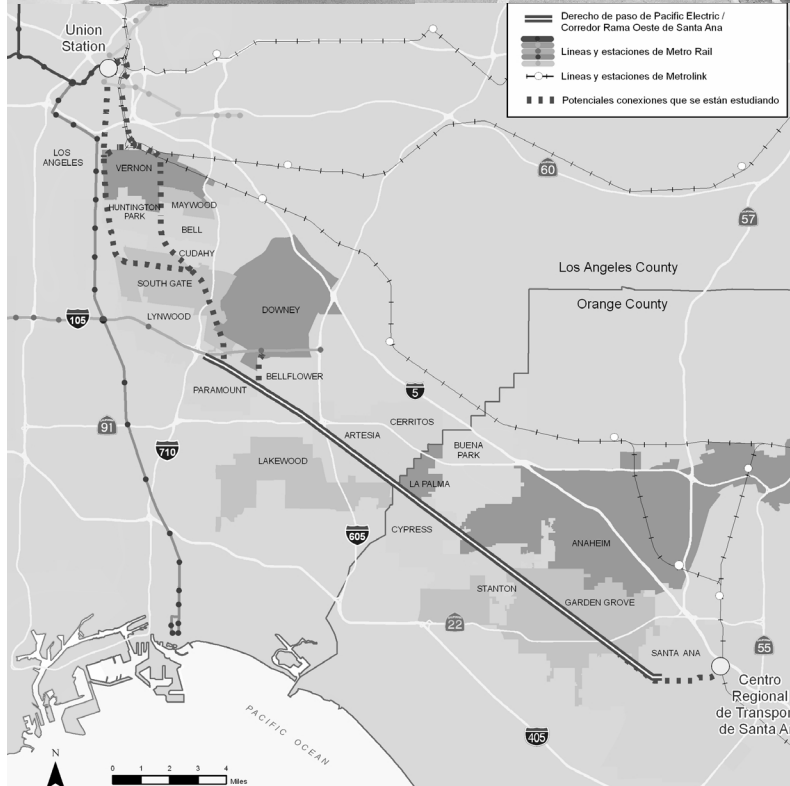 Derecho de paso de Pacific Electric /
Corredor Rama Oeste de Santa Ana
Lineas y estaciones de Metro Rail
Lineas y estaciones de Metrolink
Potenciales conexiones que se están estudiando
Union
Station
LOS
ANGELES
VERNON
HUNTINGTON
PARK
MAYWOOD
BELL
CUDAHY
SOUTH GATE
LYNWOOD
DOWNEY
60
57
Los Angeles County
Orange County
105
BELLFLOWER
PARAMOUNT
5
CERRITOS
ARTESIA
BUENA
PARK
91
710
LAKEWOOD
LA PALMA
605
CYPRESS
ANAHEIM
STANTON
GARDEN GROVE
22
SANTA ANA
55
Centro
Regional
de Transpor
de Santa A
405
PACIFIC OCEAN
N
0 1 2 3 4
Miles